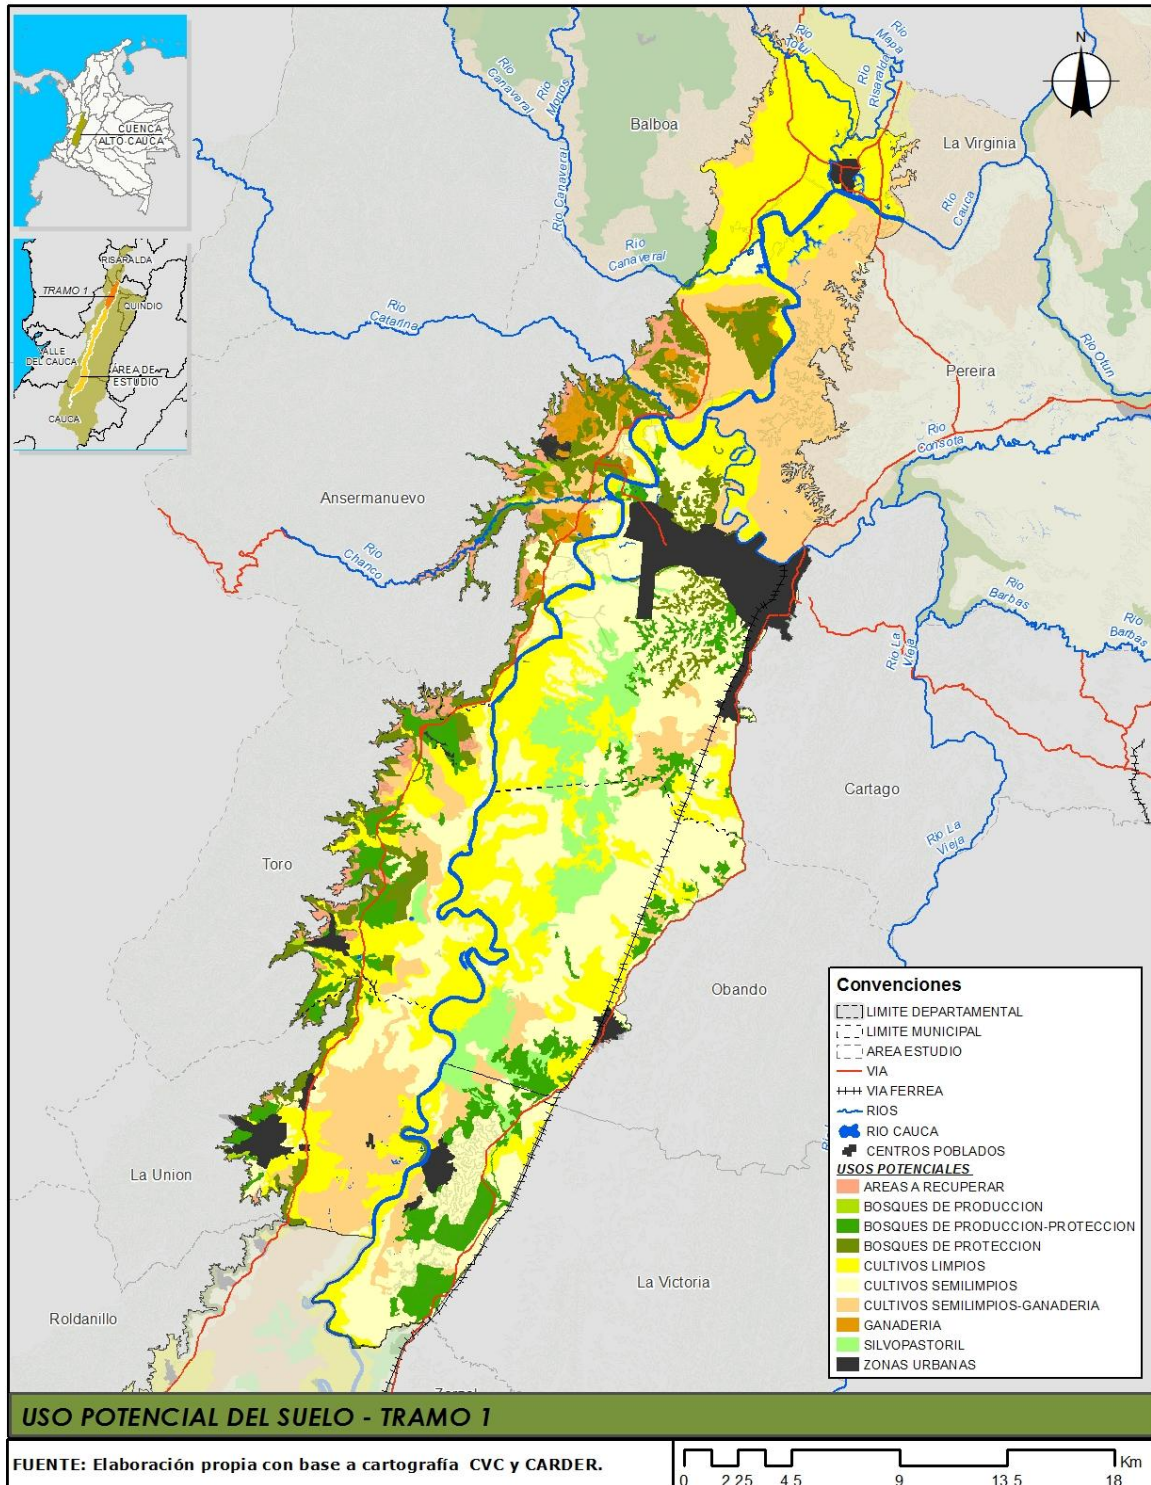 CUENCA
ALTO CAUCA
RISARALDA
TRAMO 1
QUINDIO
VALLE
DEL CAUCA
ÁREA DE
ESTUDIO
CAUCA
N
Rio
Canaveral
Rio
Monos
Rio
Totui
Rio
Mapa
Rio
Risaralda
Balboa
La Virginia
Rio Canaveral
Rio
Cauca
Rio
Canaveral
Rio
Catarina
Rio Otun
Pereira
Rio
Consota
Ansermanuevo
Rio
Chanco
Rio
Barbas
Rio
Barbas
Rio La
Vieja
Cartago
Rio La
Vieja
Toro
Obando
La Union
La Victoria
Roldanillo
Convenciones
LIMITE DEPARTAMENTAL
LIMITE MUNICIPAL
AREA ESTUDIO
VIA
VIA FERREA
RIOS
RIO CAUCA
CENTROS POBLADOS
USOS POTENCIALES
AREAS A RECUPERAR
BOSQUES DE PRODUCCION
BOSQUES DE PRODUCCION-PROTECCION
BOSQUES DE PROTECCION
CULTIVOS LIMPIOS
CULTIVOS SEMILIMPIOS
CULTIVOS SEMILIMPIOS-GANADERIA
GANADERIA
SILVOPASTORIL
ZONAS URBANAS
USO POTENCIAL DEL SUELO - TRAMO 1
FUENTE: Elaboración propia con base a cartografía CVC y CARDER.
Km
0 2.25 4.5 9 13.5 18